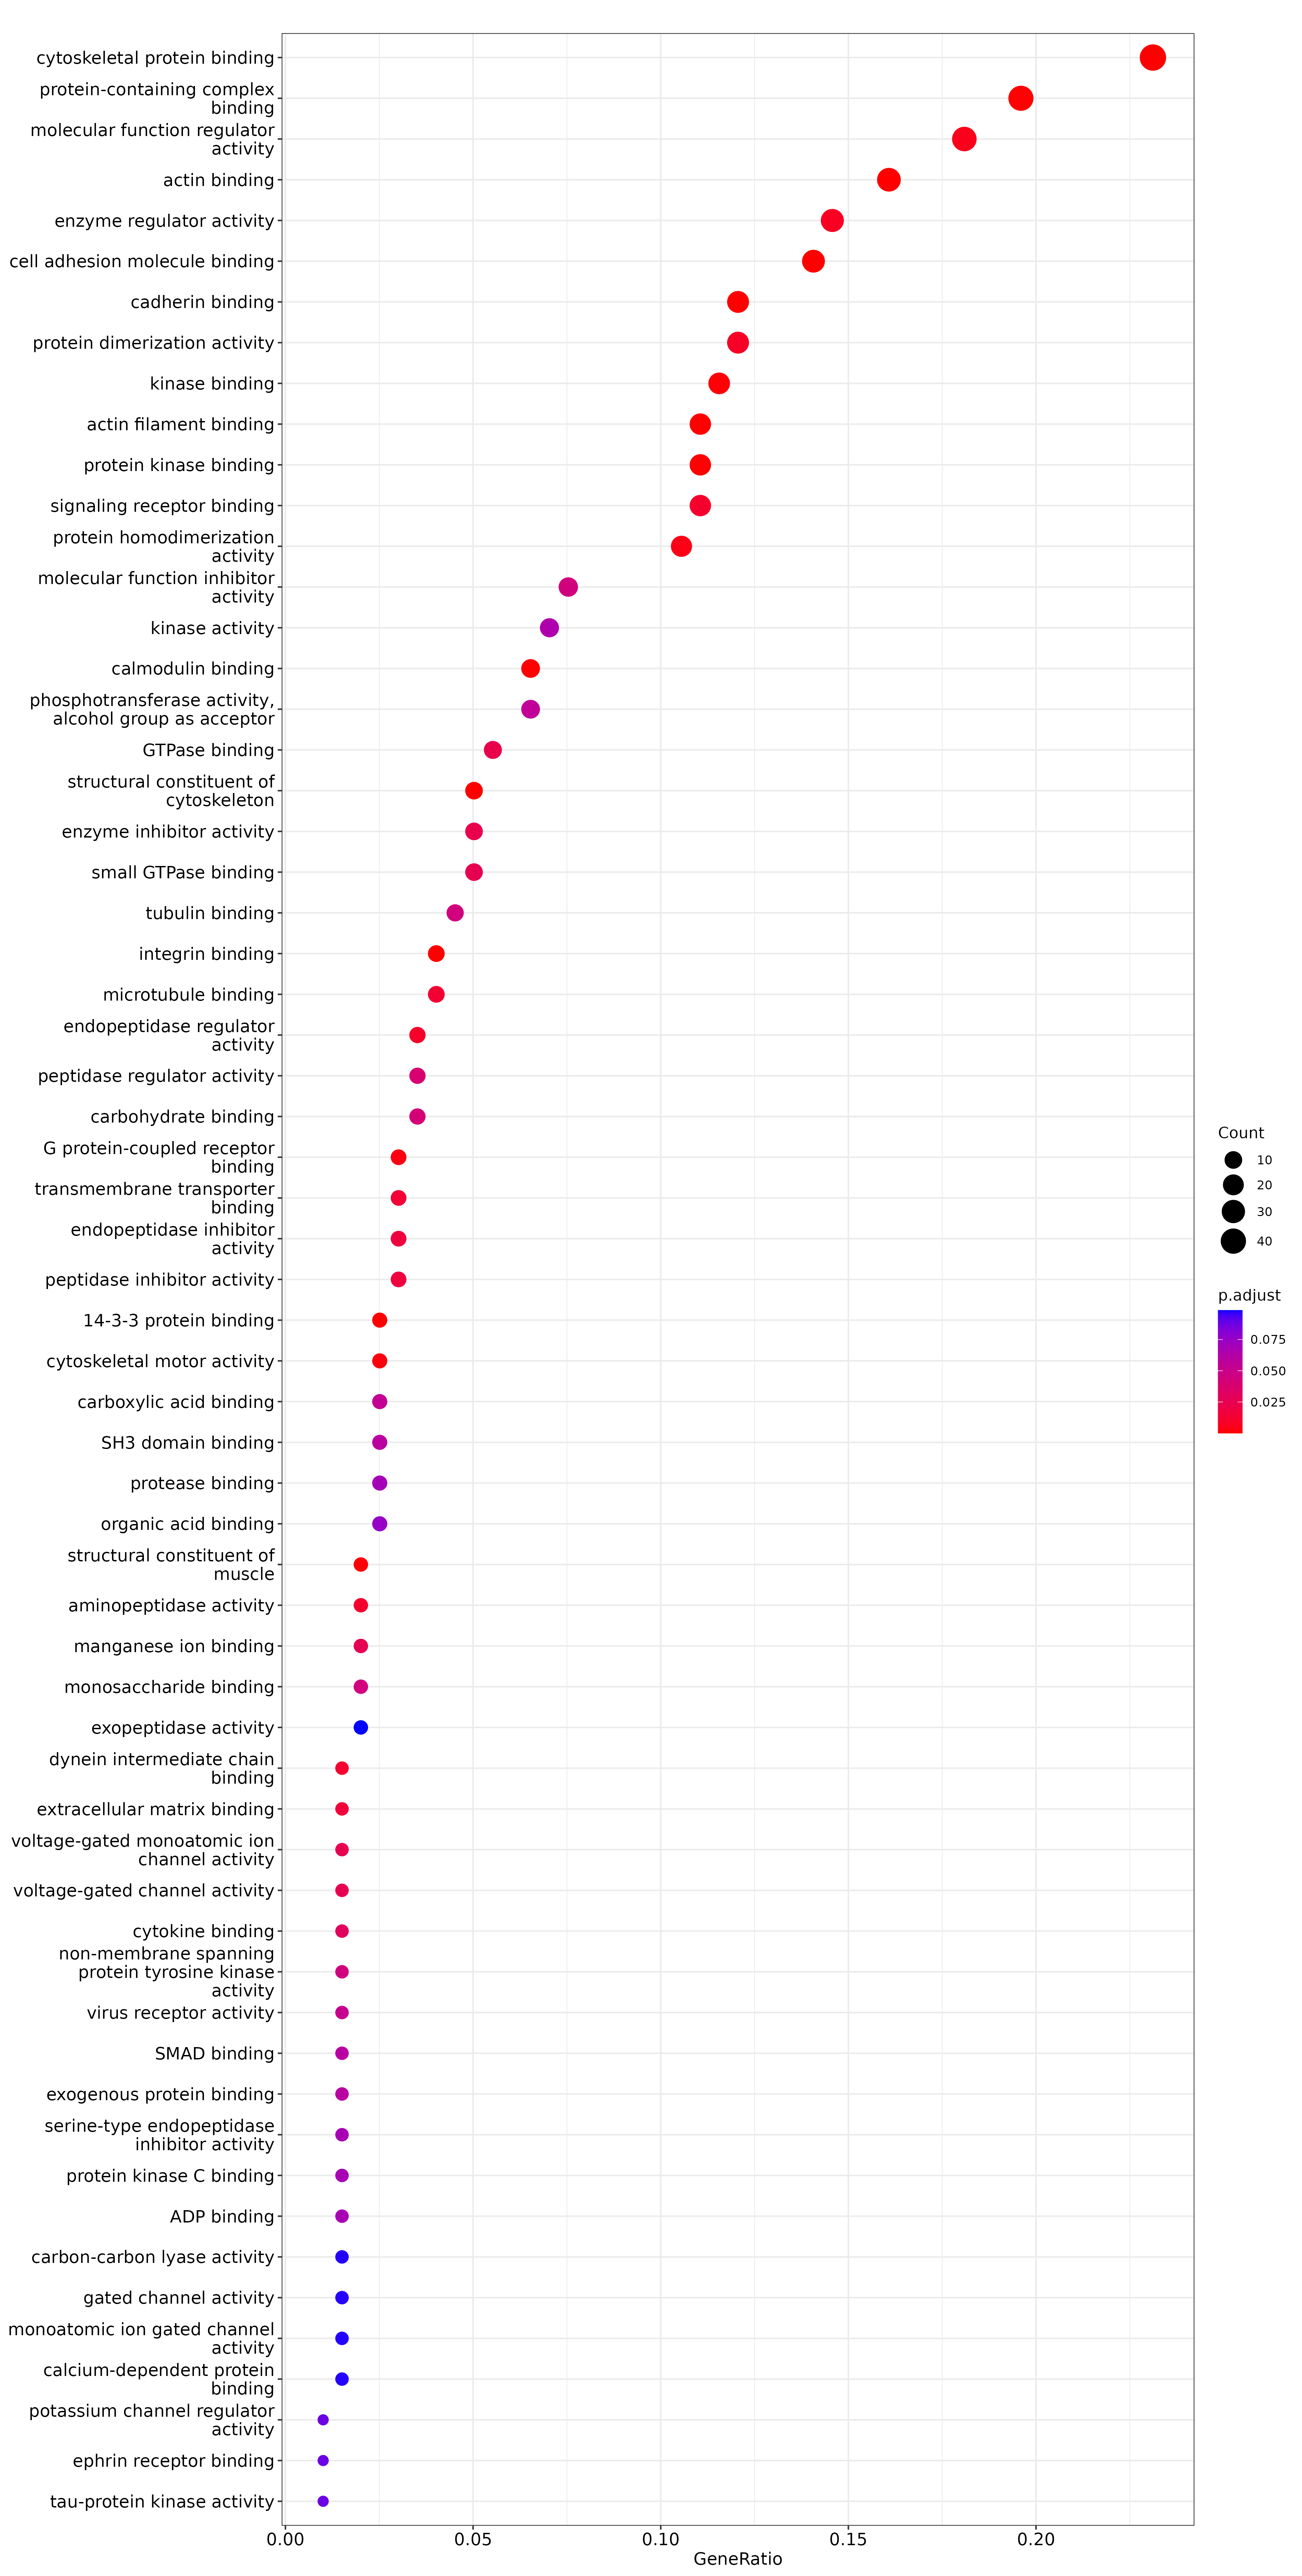 cytoskeletal protein binding
protein-containing complex
binding
molecular function regulator
activity
actin binding
enzyme regulator activity
cell adhesion molecule binding
cadherin binding
protein dimerization activity
kinase binding
actin filament binding
protein kinase binding
signaling receptor binding
protein homodimerization
activity
molecular function inhibitor
activity
kinase activity
calmodulin binding
phosphotransferase activity,
alcohol group as acceptor
GTPase binding
structural constituent of
cytoskeleton
enzyme inhibitor activity
small GTPase binding
tubulin binding
integrin binding
microtubule binding
endopeptidase regulator
activity
peptidase regulator activity
carbohydrate binding
G protein-coupled receptor
binding
transmembrane transporter
binding
endopeptidase inhibitor
activity
peptidase inhibitor activity
14-3-3 protein binding
cytoskeletal motor activity
carboxylic acid binding
SH3 domain binding
protease binding
organic acid binding
structural constituent of
muscle
aminopeptidase activity
manganese ion binding
monosaccharide binding
exopeptidase activity
dynein intermediate chain
binding
extracellular matrix binding
voltage-gated monoatomic ion
channel activity
voltage-gated channel activity
cytokine binding
non-membrane spanning
protein tyrosine kinase
activity
virus receptor activity
SMAD binding
exogenous protein binding
serine-type endopeptidase
inhibitor activity
protein kinase C binding
ADP binding
carbon-carbon lyase activity
gated channel activity
monoatomic ion gated channel
activity
calcium-dependent protein
binding
potassium channel regulator
activity
ephrin receptor binding
tau-protein kinase activity
0.00
0.05
0.10
0.15
0.20
GeneRatio
Count
10
20
30
40
p.adjust
0.075
0.050
0.025